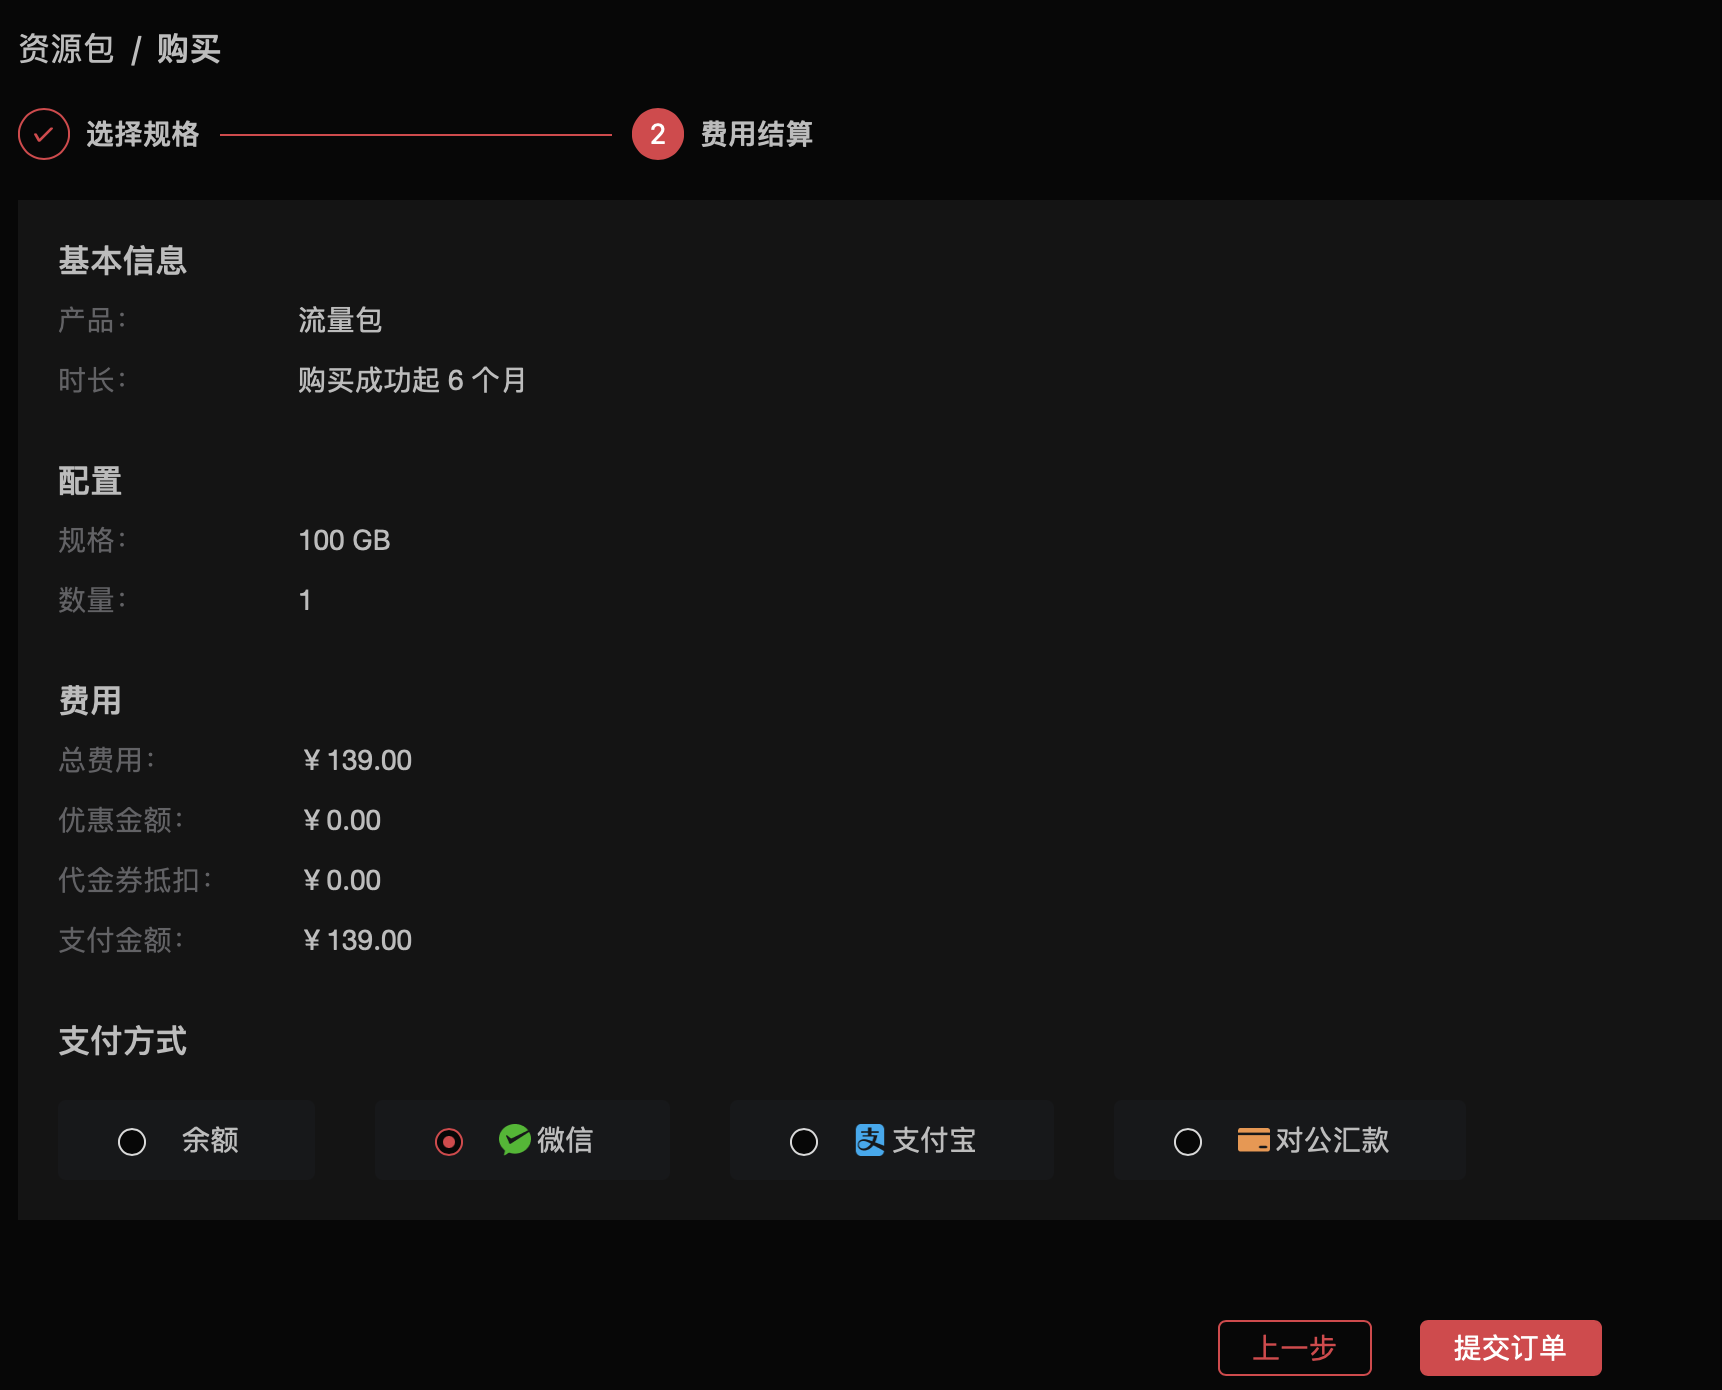 资源包 / 购买
选择规格 2 费用结算
基本信息
产品： 流量包
时长： 购买成功起 6 个月
配置
规格： 100 GB
数量： 1
费用
总费用： ¥ 139.00
优惠金额： ¥ 0.00
代金券抵扣： ¥ 0.00
支付金额： ¥ 139.00
支付方式
余额 微信 支 支付宝 对公汇款
上一步 提交订单